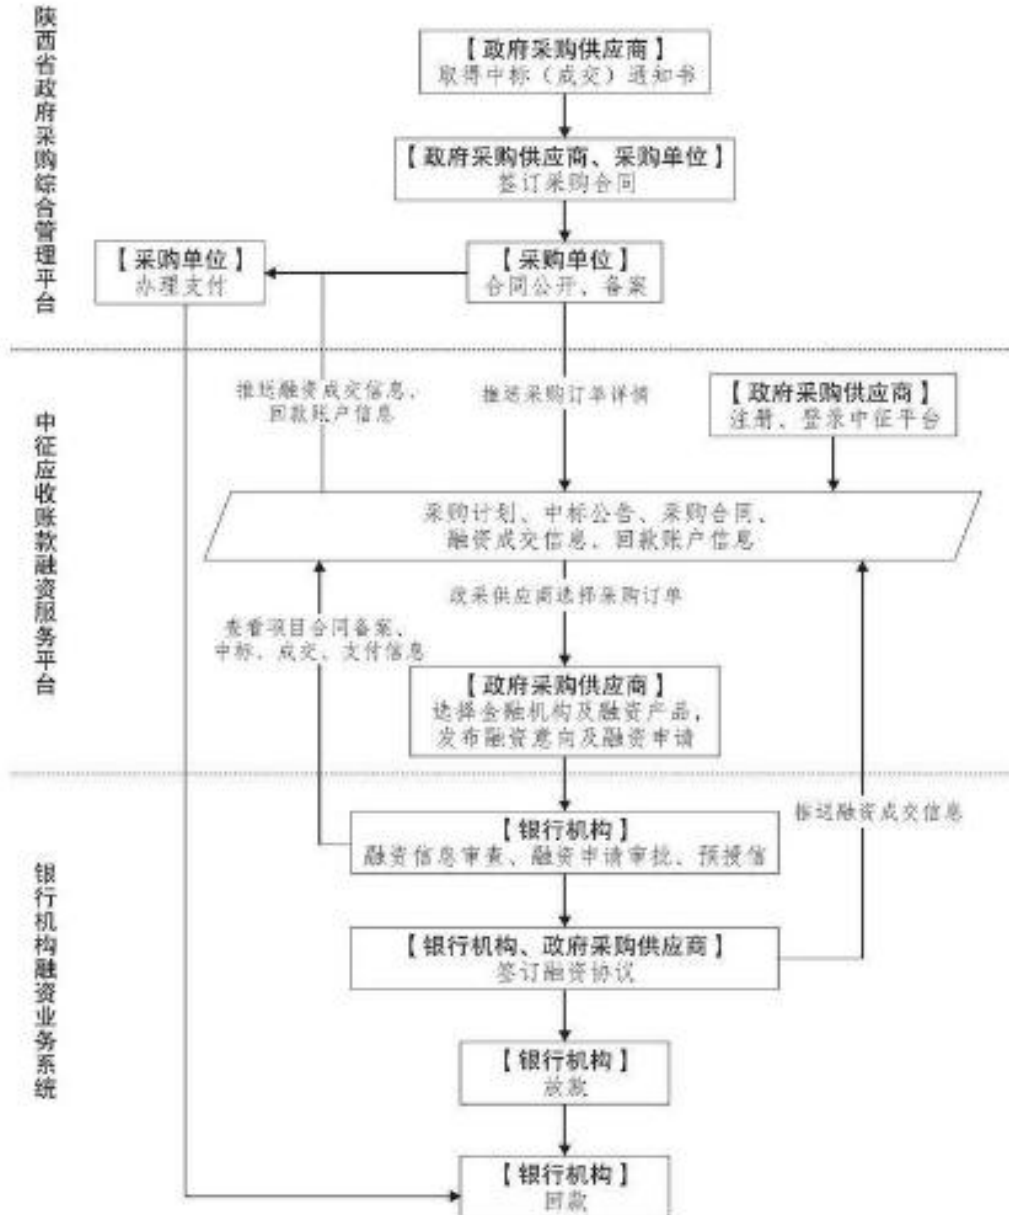 陕西省政府采购综合管理平台
【政府采购供应商】
取得中标（成交）通知书
【政府采购供应商、采购单位】
签订采购合同
【采购单位】
办理支付
【采购单位】
合同公开、备案
中征应收账款融资服务平台
推送融资成交信息、
回款账户信息
推送采购订单详情
【政府采购供应商】
注册、登录中征平台
采购计划、中标公告、采购合同、
融资成交信息、回款账户信息
政采供应商选择采购订单
查看项目合同备案、
中标、成交、支付信息
【政府采购供应商】
选择金融机构及融资产品，
发布融资意向及融资申请
银行机构融资业务系统
【银行机构】
融资信息审查、融资申请审批、预授信
推送融资成交信息
【银行机构、政府采购供应商】
签订融资协议
【银行机构】
放款
【银行机构】
回款